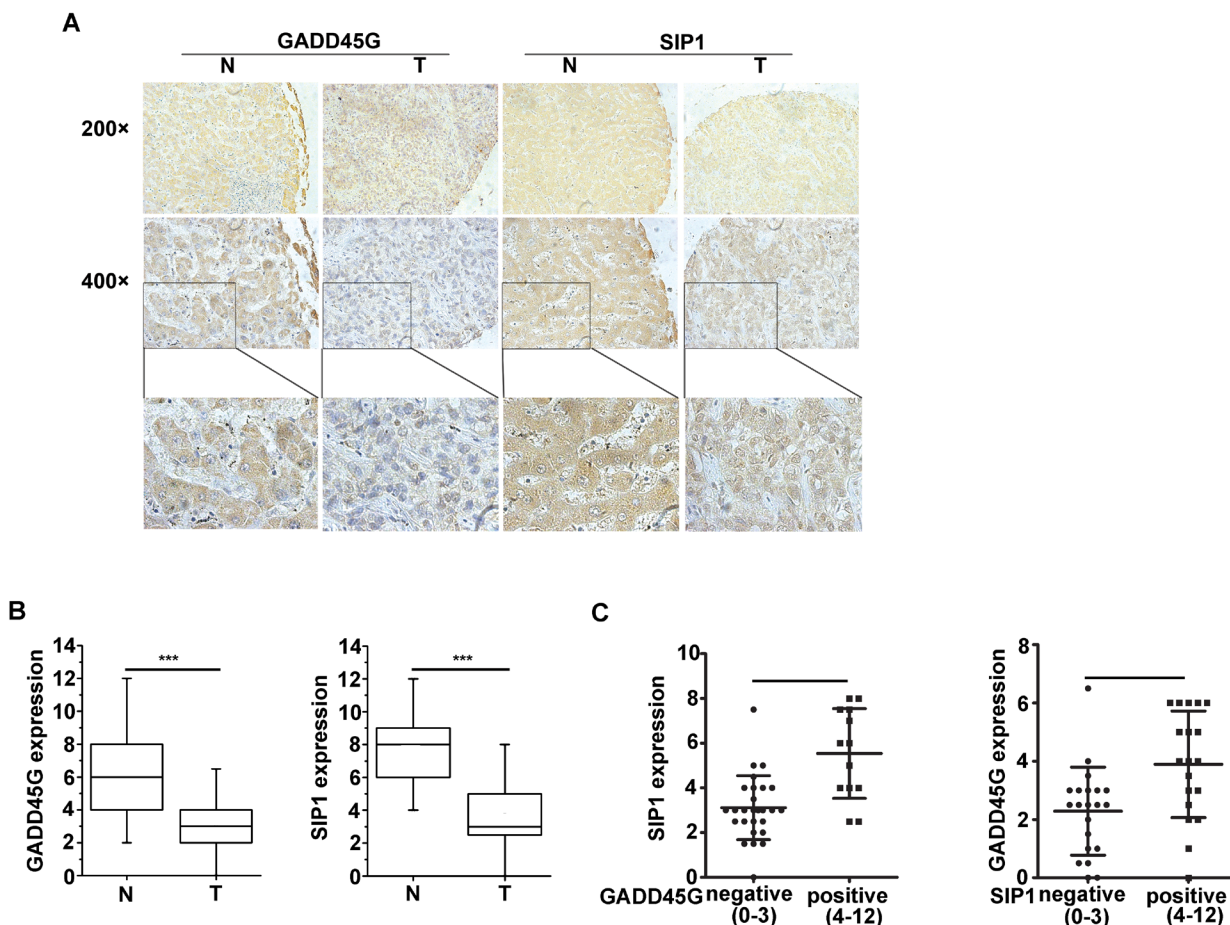 A
GADD45G SIP1
N T N T
200×
400×
B
GADD45G expression
14
12
10
8
6
4
2
0
***
N T
SIP1 expression
14
12
10
8
6
4
2
0
***
N T
C
SIP1 expression
10
8
6
4
2
0
GADD45G negative positive
(0-3) (4-12)
GADD45G expression
8
6
4
2
0
SIP1 negative positive
(0-3) (4-12)